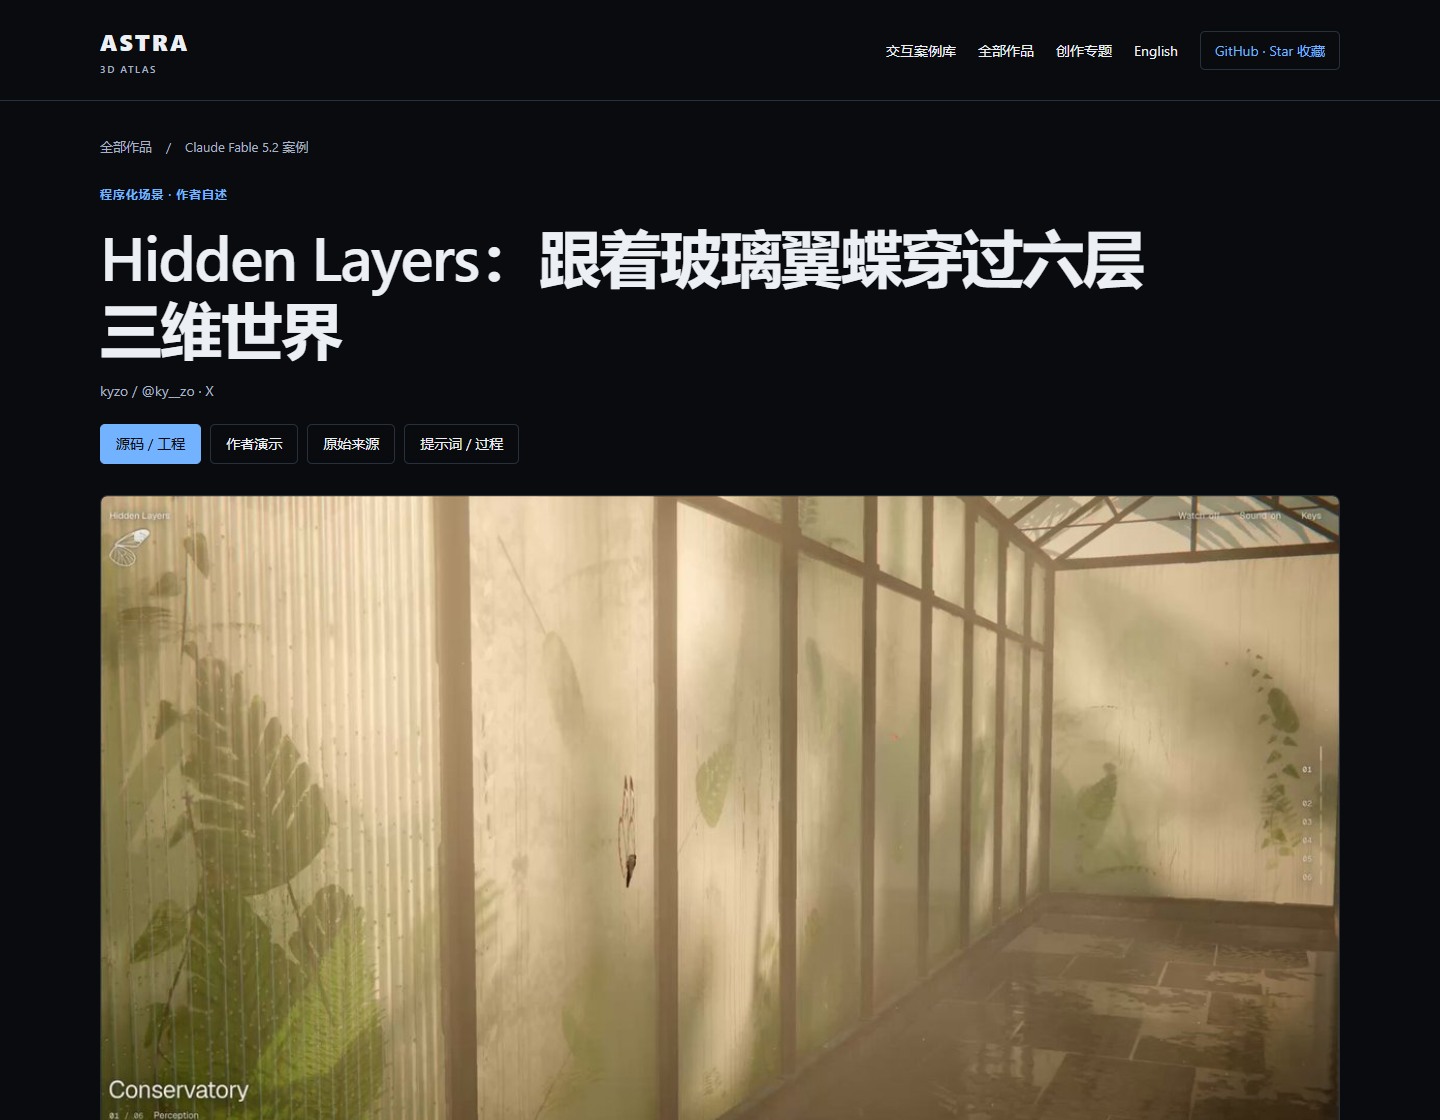 ASTRA
3D ATLAS
交互案例库 全部作品 创作专题 English GitHub · Star 收藏
全部作品 / Claude Fable 5.2 案例
程序化场景 · 作者自述
Hidden Layers：跟着玻璃翼蝶穿过六层
三维世界
kyzo / @ky__zo · X
源码 / 工程 作者演示 原始来源 提示词 / 过程
Hidden Layers Watch off Sound on Keys
01
02
03
04
05
06
Conservatory
01 / 06 Perception